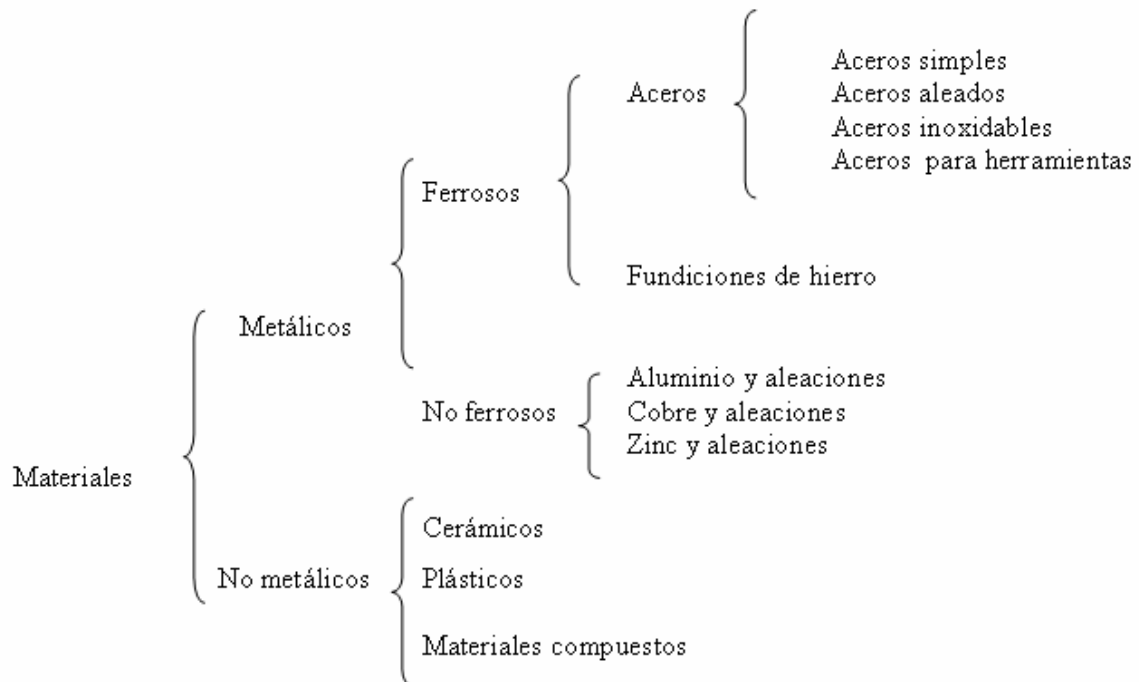 Aceros simples
Aceros
Aceros aleados
Aceros inoxidables
Aceros para herramientas
Ferrosos
Fundiciones de hierro
Metálicos
Aluminio y aleaciones
No ferrosos
Cobre y aleaciones
Zinc y aleaciones
Materiales
Cerámicos
No metálicos
Plásticos
Materiales compuestos